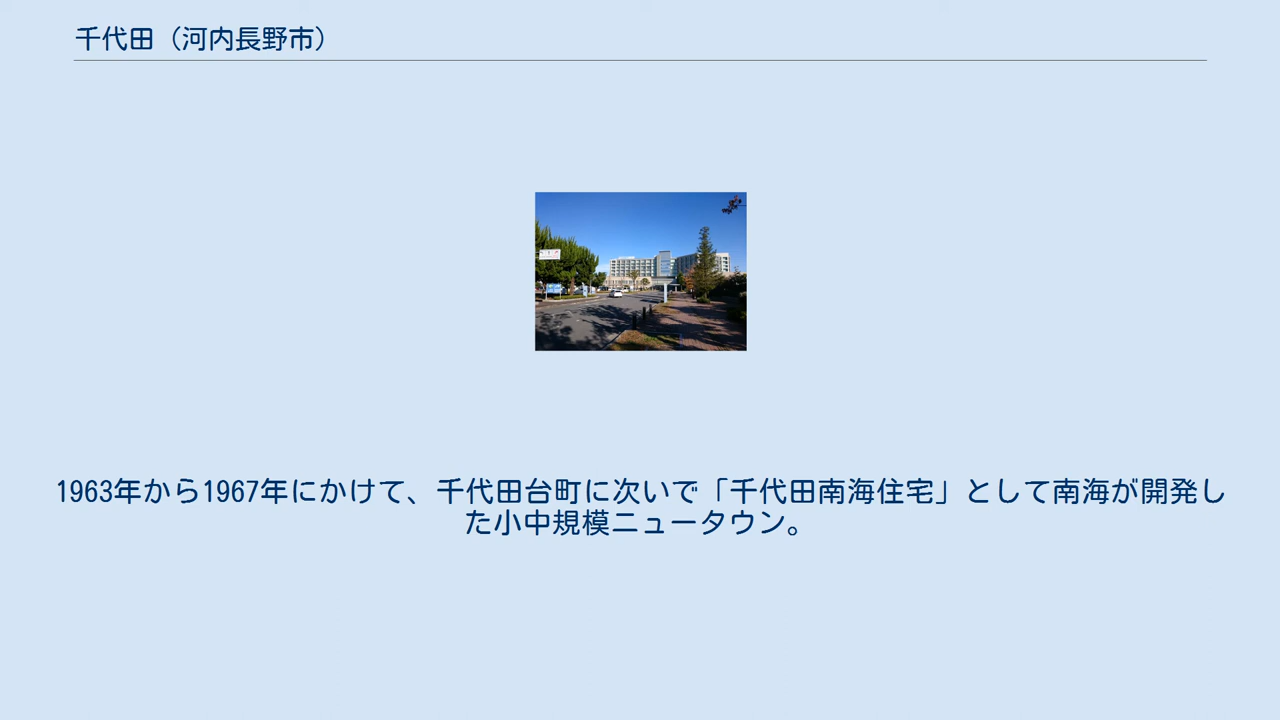 千代田（河内長野市）
1963年から1967年にかけて、千代田台町に次いで「千代田南海住宅」として南海が開発し
た小中規模ニュータウン。